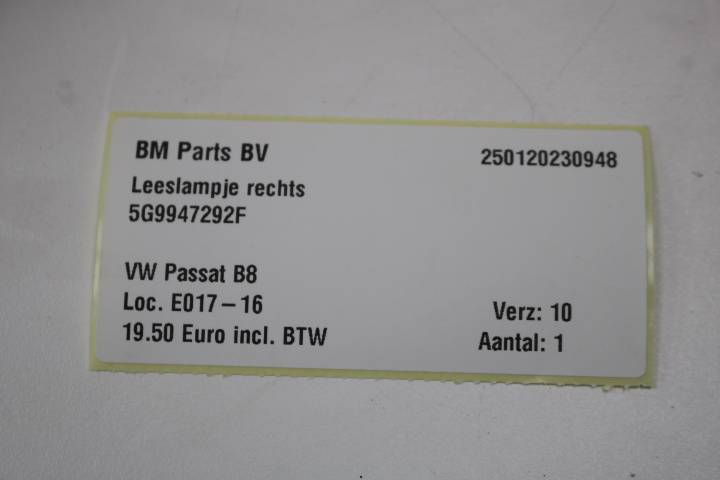 BM Parts BV 250120230948
Leeslampje rechts
5G9947292F
VW Passat B8
Loc. E017-16 Verz: 10
19.50 Euro incl. BTW Aantal: 1